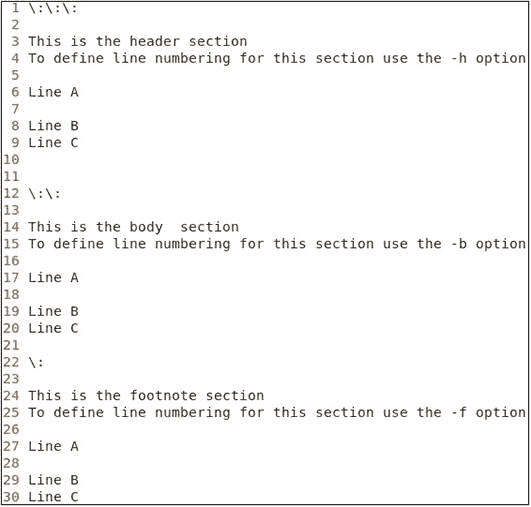 1 \:\:\:
2
3 This is the header section
4 To define line numbering for this section use the -h option
5
6 Line A
7
8 Line B
9 Line C
10
11
12 \:\:
13
14 This is the body  section
15 To define line numbering for this section use the -b option
16
17 Line A
18
19 Line B
20 Line C
21
22 \:
23
24 This is the footnote section
25 To define line numbering for this section use the -f option
26
27 Line A
28
29 Line B
30 Line C